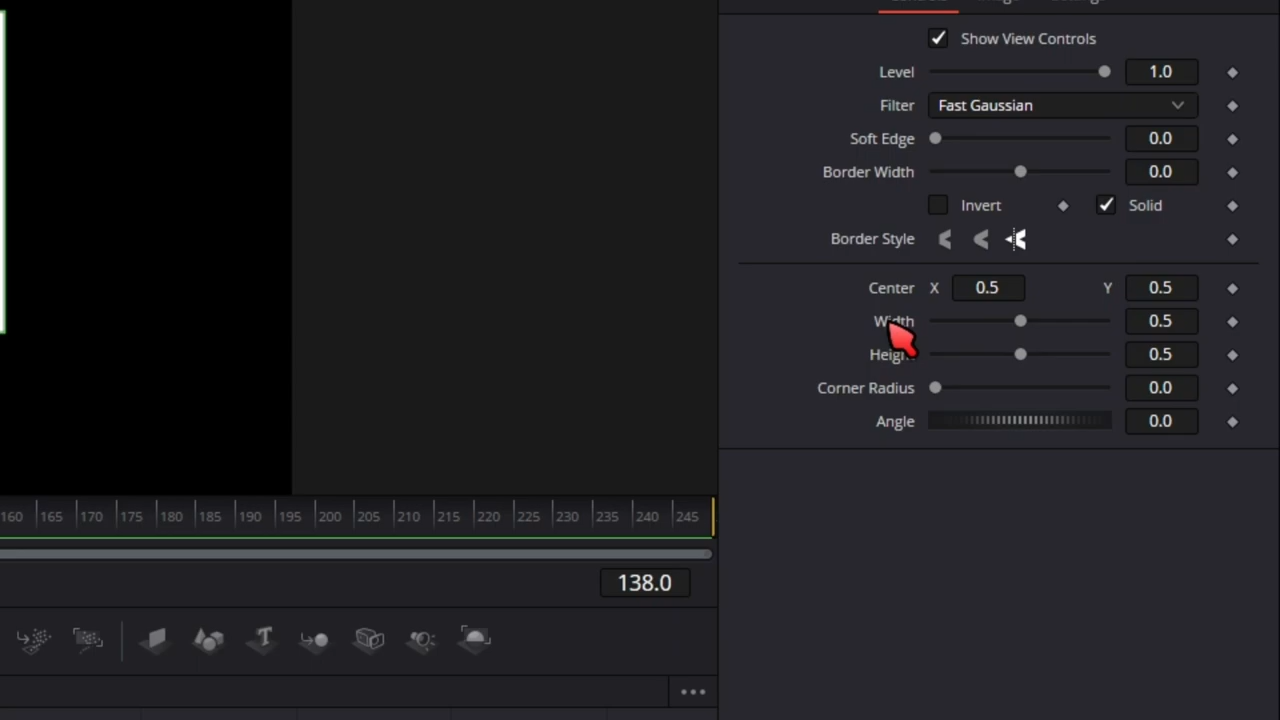 Show View Controls
Level 1.0
Filter Fast Gaussian
Soft Edge 0.0
Border Width 0.0
Invert Solid
Border Style
Center X 0.5 Y 0.5
Width 0.5
Height 0.5
Corner Radius 0.0
Angle 0.0
160 165 170 175 180 185 190 195 200 205 210 215 220 225 230 235 240 245
138.0